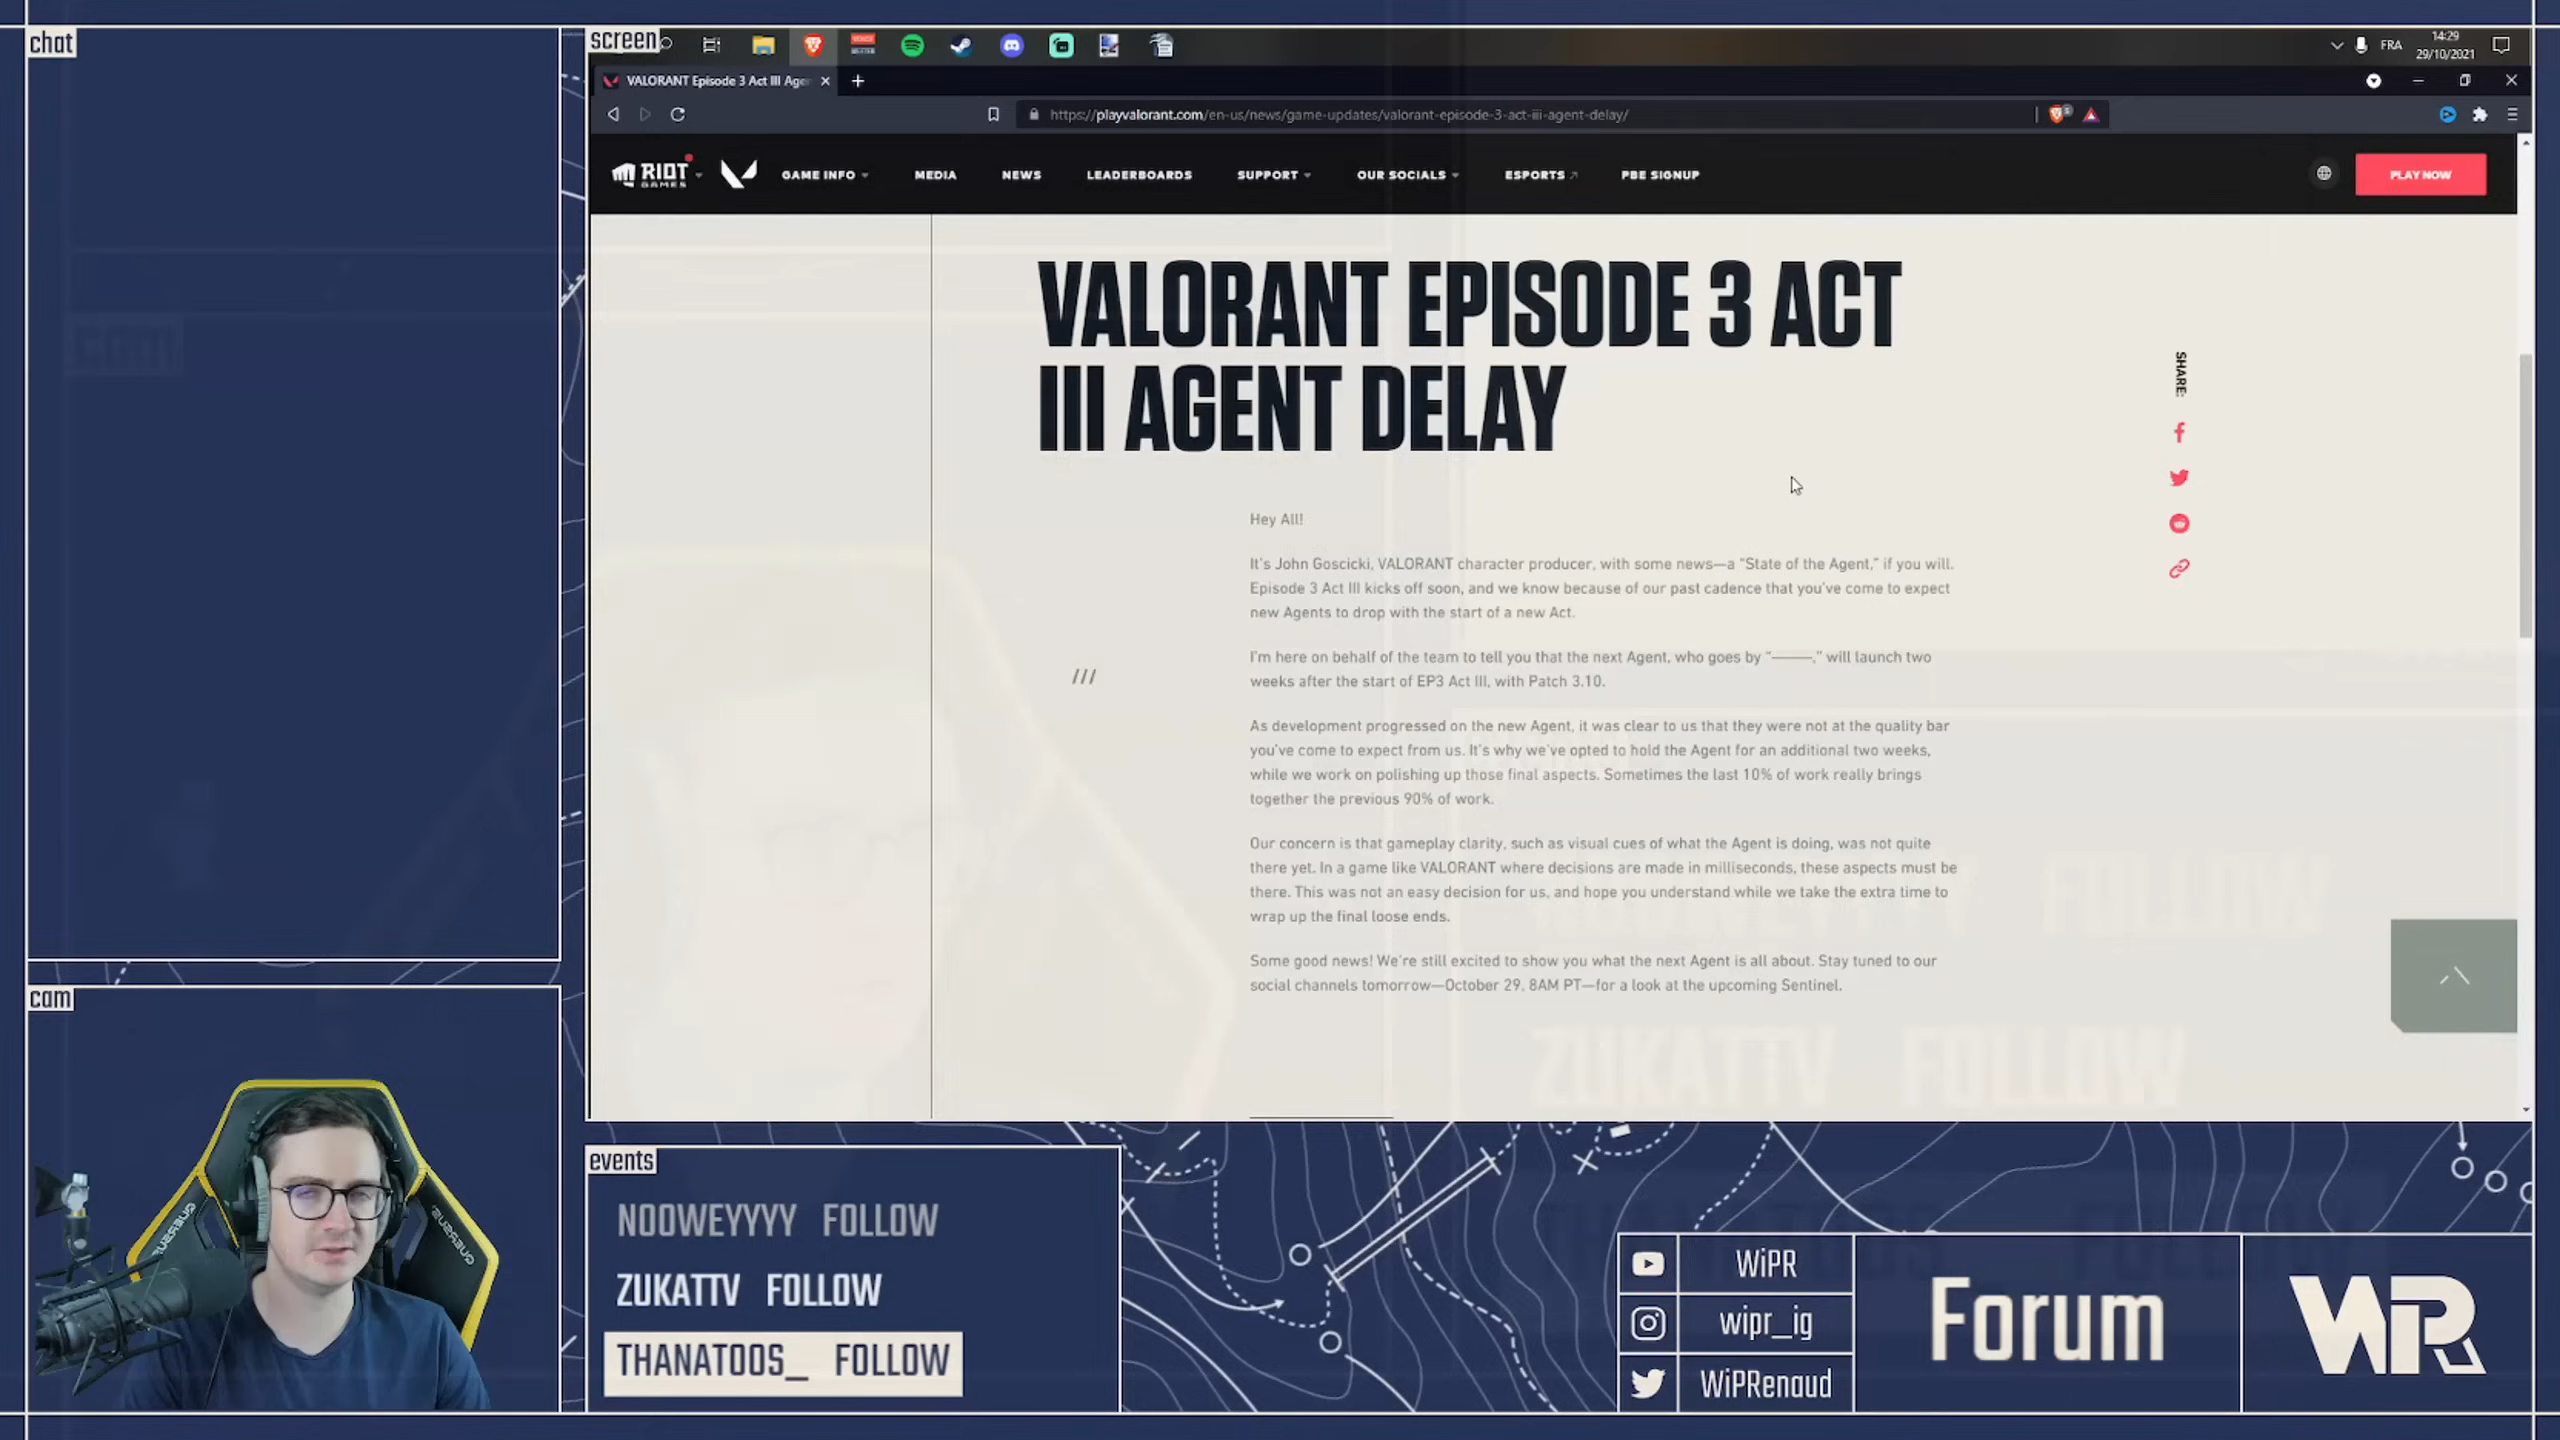 chat
screen
FRA
14:29
29/10/2021
VALORANT Episode 3 Act III Age
https://playvalorant.com/en-us/news/game-updates/valorant-episode-3-act-iii-agent-delay/
RIOT GAMES
GAME INFO
MEDIA
NEWS
LEADERBOARDS
SUPPORT
OUR SOCIALS
ESPORTS
PBE SIGNUP
PLAY NOW
VALORANT EPISODE 3 ACT
III AGENT DELAY
SHARE:
Hey All!
It's John Goscicki, VALORANT character producer, with some news—a "State of the Agent," if you will.
Episode 3 Act III kicks off soon, and we know because of our past cadence that you've come to expect
new Agents to drop with the start of a new Act.
I'm here on behalf of the team to tell you that the next Agent, who goes by "———," will launch two
weeks after the start of EP3 Act III, with Patch 3.10.
///
As development progressed on the new Agent, it was clear to us that they were not at the quality bar
you've come to expect from us. It's why we've opted to hold the Agent for an additional two weeks,
while we work on polishing up those final aspects. Sometimes the last 10% of work really brings
together the previous 90% of work.
Our concern is that gameplay clarity, such as visual cues of what the Agent is doing, was not quite
there yet. In a game like VALORANT where decisions are made in milliseconds, these aspects must be
there. This was not an easy decision for us, and hope you understand while we take the extra time to
wrap up the final loose ends.
Some good news! We're still excited to show you what the next Agent is all about. Stay tuned to our
social channels tomorrow—October 29, 8AM PT—for a look at the upcoming Sentinel.
cam
QUERSUS
QUERSUS
events
NOOWEYYYY FOLLOW
ZUKATTV FOLLOW
THANATOOS_ FOLLOW
ZUKATTV FOLLOW
WiPR
wipr_ig
WiPRenaud
Forum
WiPR